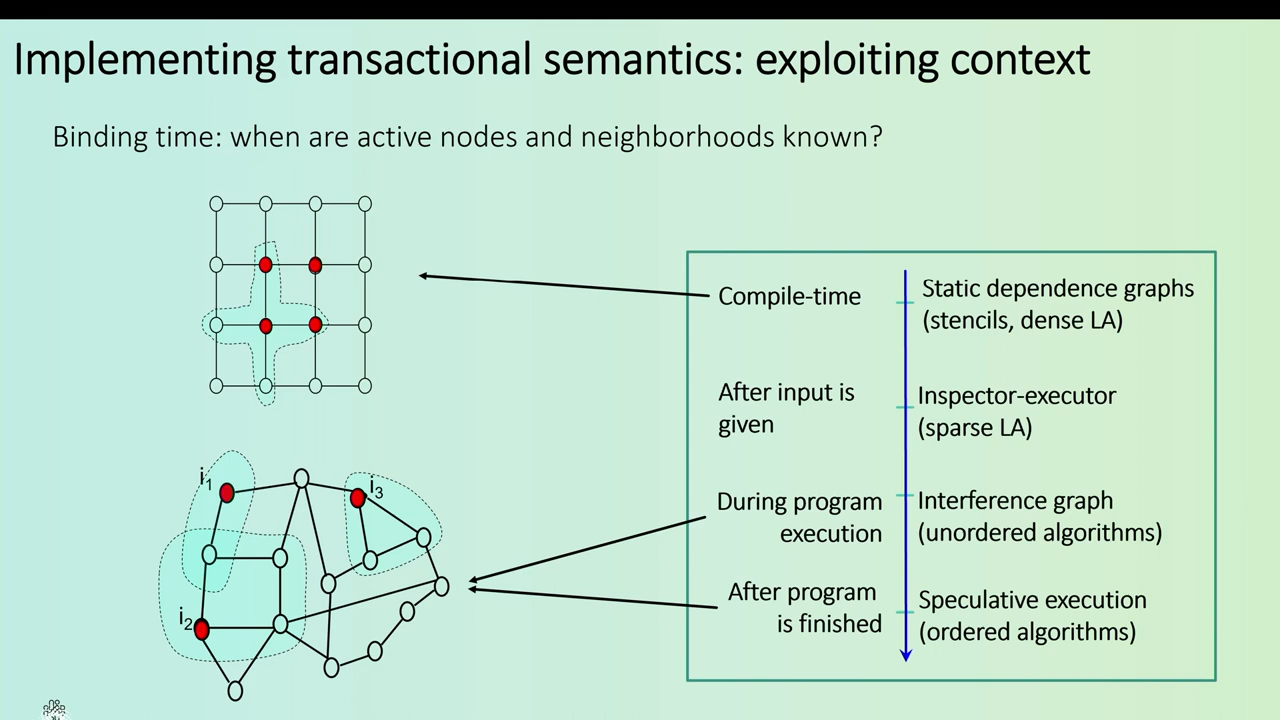 Implementing transactional semantics: exploiting context
Binding time: when are active nodes and neighborhoods known?
Compile-time
Static dependence graphs
(stencils, dense LA)
After input is
given
Inspector-executor
(sparse LA)
During program
execution
Interference graph
(unordered algorithms)
After program
is finished
Speculative execution
(ordered algorithms)
i1
i3
i2